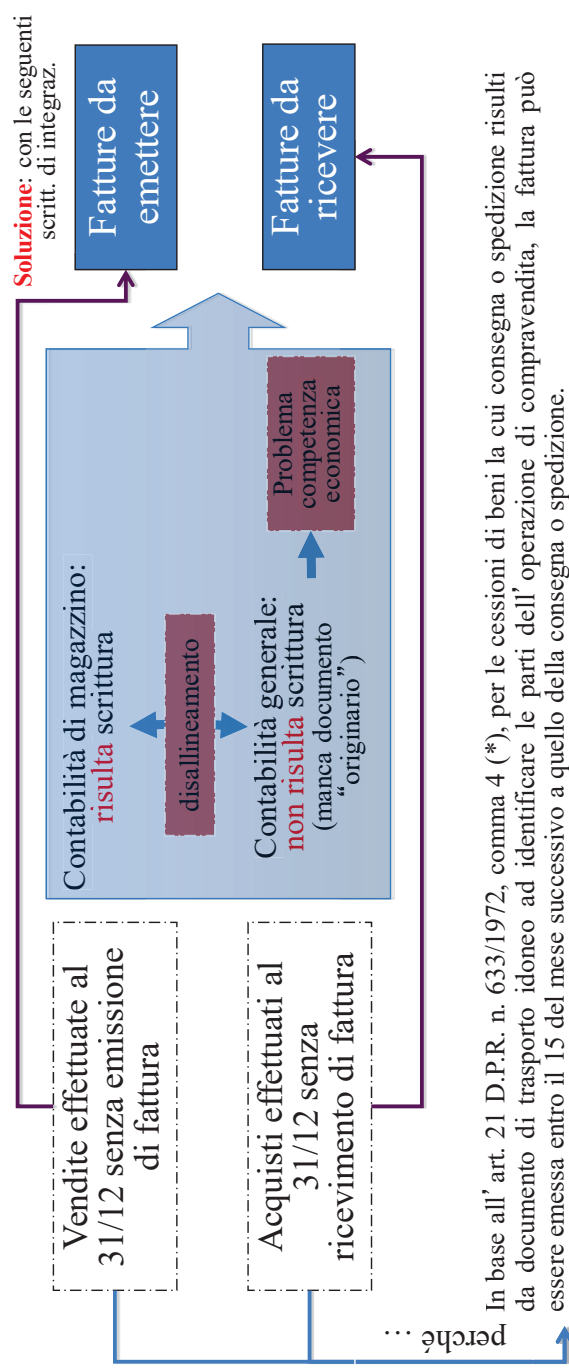 Soluzione: con le seguenti
scritt. di integraz.
Vendite effettuate al
31/12 senza emissione
di fattura
Contabilità di magazzino:
risulta scrittura
Fatture da
emettere
disallineamento
Acquisti effettuati al
31/12 senza
ricevimento di fattura
Contabilità generale:
non risulta scrittura
(manca documento
“originario”)
Problema
competenza
economica
Fatture da
ricevere
… perché
In base all’art. 21 D.P.R. n. 633/1972, comma 4 (*), per le cessioni di beni la cui consegna o spedizione risulti
da documento di trasporto idoneo ad identificare le parti dell’operazione di compravendita, la fattura può
essere emessa entro il 15 del mese successivo a quello della consegna o spedizione.